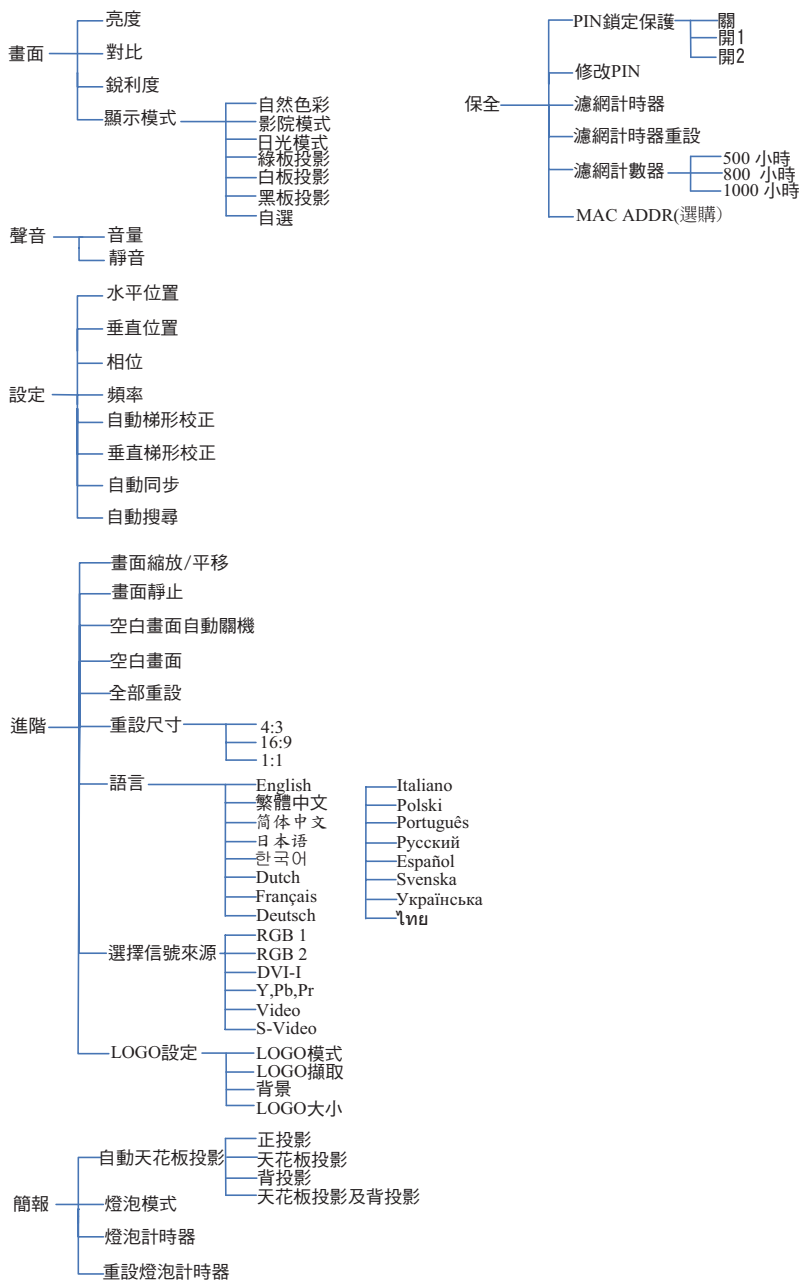 畫面
亮度
對比
銳利度
顯示模式
自然色彩
影院模式
日光模式
綠板投影
白板投影
黑板投影
自選
聲音
音量
靜音
設定
水平位置
垂直位置
相位
頻率
自動梯形校正
垂直梯形校正
自動同步
自動搜尋
進階
畫面縮放/平移
畫面靜止
空白畫面自動關機
空白畫面
全部重設
重設尺寸
4:3
16:9
1:1
語言
English
繁體中文
简体中文
日本语
한국어
Dutch
Français
Deutsch
Italiano
Polski
Português
Русский
Español
Svenska
Українська
ไทย
選擇信號來源
RGB 1
RGB 2
DVI-I
Y,Pb,Pr
Video
S-Video
LOGO設定
LOGO模式
LOGO擷取
背景
LOGO大小
簡報
自動天花板投影
正投影
天花板投影
背投影
天花板投影及背投影
燈泡模式
燈泡計時器
重設燈泡計時器
保全
PIN鎖定保護
關
開1
開2
修改PIN
濾網計時器
濾網計時器重設
濾網計數器
500 小時
800 小時
1000 小時
MAC ADDR(選購)